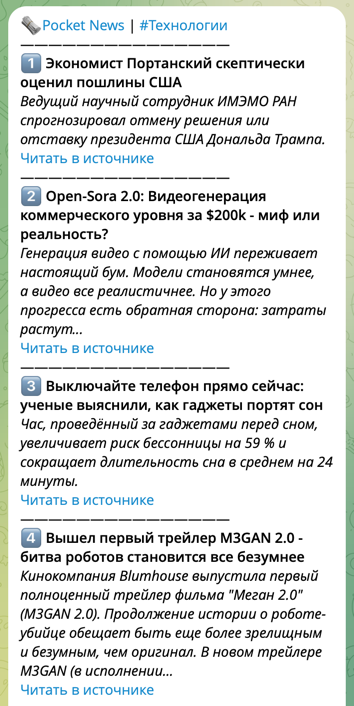 🗞Pocket News | #Технологии
———————————————
1️⃣ Экономист Портанский скептически
оценил пошлины США
Ведущий научный сотрудник ИМЭМО РАН
спрогнозировал отмену решения или
отставку президента США Дональда Трампа.
Читать в источнике
———————————————
2️⃣ Open-Sora 2.0: Видеогенерация
коммерческого уровня за $200k - миф или
реальность?
Генерация видео с помощью ИИ переживает
настоящий бум. Модели становятся умнее,
а видео все реалистичнее. Но у этого
прогресса есть обратная сторона: затраты
растут...
Читать в источнике
———————————————
3️⃣ Выключайте телефон прямо сейчас:
ученые выяснили, как гаджеты портят сон
Час, проведённый за гаджетами перед сном,
увеличивает риск бессонницы на 59 % и
сокращает длительность сна в среднем на 24
минуты.
Читать в источнике
———————————————
4️⃣ Вышел первый трейлер M3GAN 2.0 -
битва роботов становится все безумнее
Кинокомпания Blumhouse выпустила первый
полноценный трейлер фильма "Меган 2.0"
(M3GAN 2.0). Продолжение истории о роботе-
убийце обещает быть еще более зрелищным
и безумным, чем оригинал. В новом трейлере
M3GAN (в исполнении...
Читать в источнике